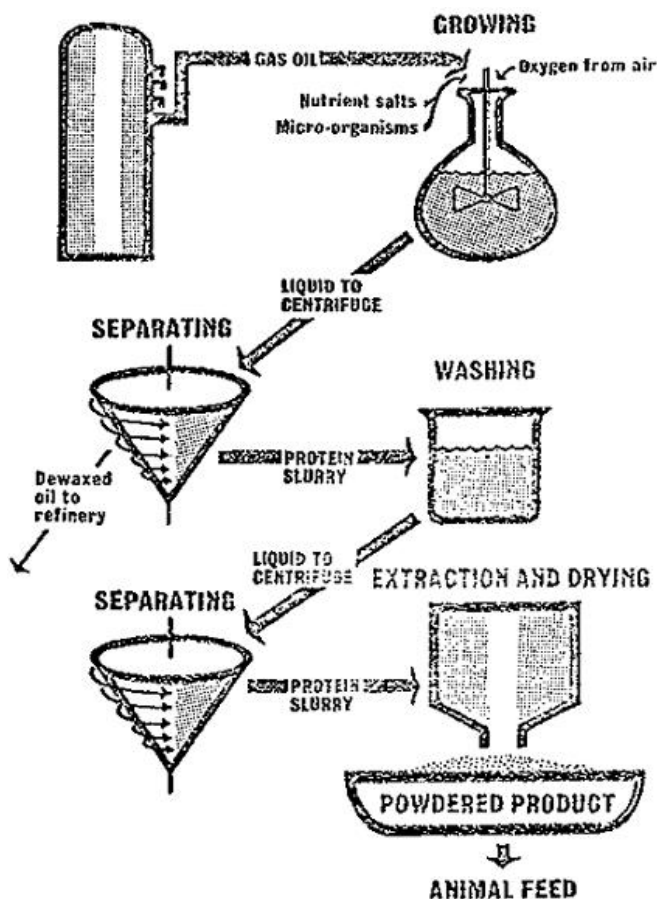 GROWING
GAS OIL
Oxygen from air
Nutrient salts
Micro-organisms
LIQUID TO
CENTRIFUGE
SEPARATING
WASHING
PROTEIN
SLURRY
Dewaxed
oil to
refinery
LIQUID TO
CENTRIFUGE
EXTRACTION AND DRYING
SEPARATING
PROTEIN
SLURRY
POWDERED PRODUCT
ANIMAL FEED